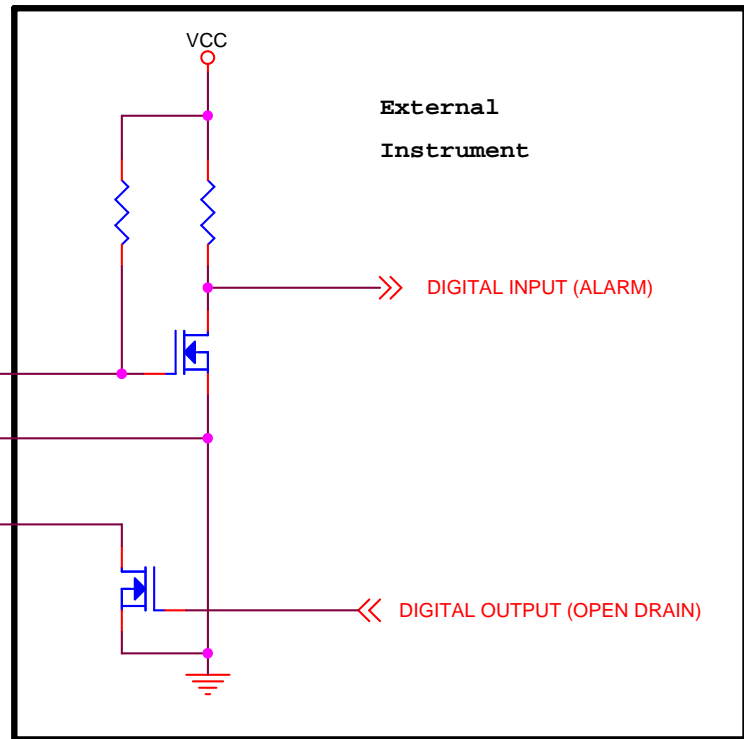 VCC
External
Instrument
DIGITAL INPUT (ALARM)
DIGITAL OUTPUT (OPEN DRAIN)